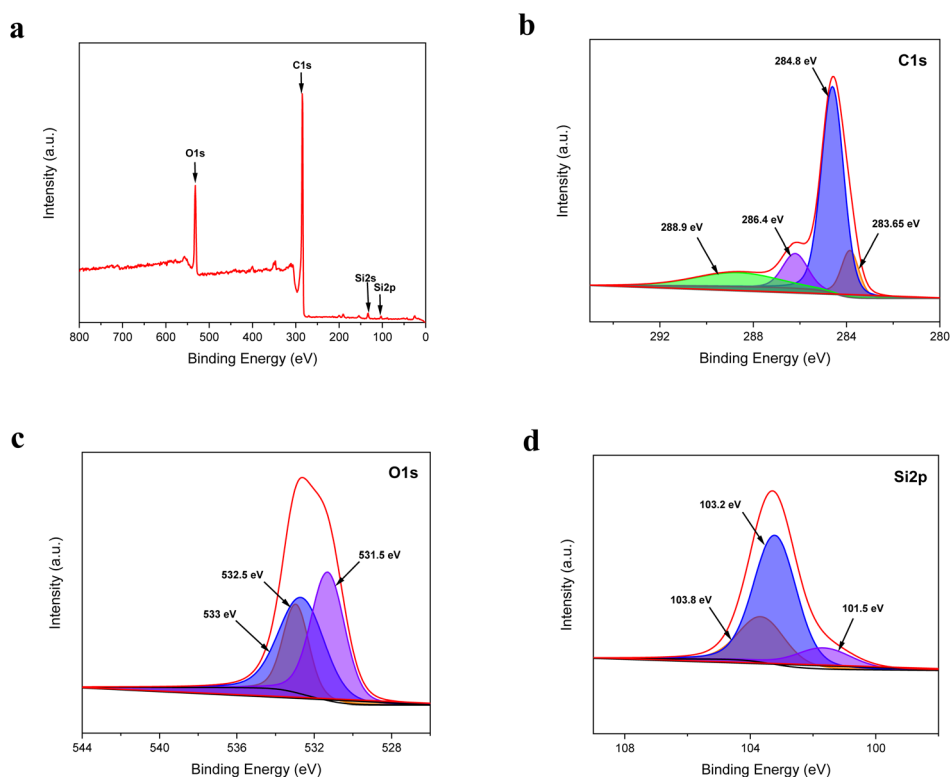 a
C1s
O1s
Si2s
Si2p
Intensity (a.u.)
800 700 600 500 400 300 200 100 0
Binding Energy (eV)
b
C1s
284.8 eV
288.9 eV
286.4 eV
283.65 eV
Intensity (a.u.)
292 288 284 280
Binding Energy (eV)
c
O1s
532.5 eV
531.5 eV
533 eV
Intensity (a.u.)
544 540 536 532 528
Binding Energy (eV)
d
Si2p
103.2 eV
103.8 eV
101.5 eV
Intensity (a.u.)
108 104 100
Binding Energy (eV)